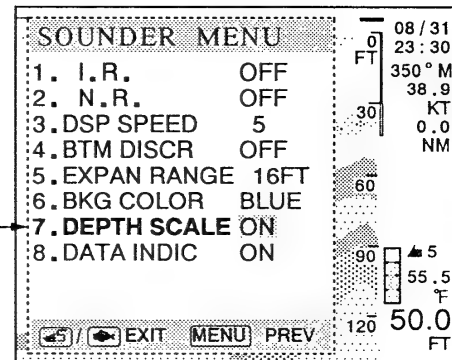 SOUNDER MENU
1. I.R. OFF
2. N.R. OFF
3.DSP SPEED 5
4.BTM DISCR OFF
5.EXPAN RANGE 16FT
6.BKG COLOR BLUE
7.DEPTH SCALE ON
8.DATA INDIC ON
S / EXIT MENU PREV
0
FT
30
60
90
120
08/31
23:30
350°M
38.9
KT
0.0
NM
5
55.5
°F
50.0
FT